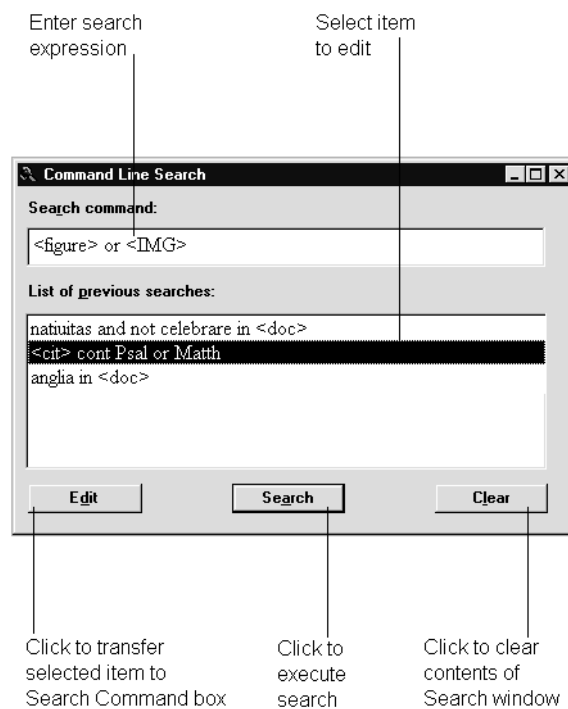 Enter search
expression
Select item
to edit
Command Line Search
Search command:
<figure> or <IMG>
List of previous searches:
natiuitas and not celebrare in <doc>
<cit> cont Psal or Matth
anglia in <doc>
Edit
Search
Clear
Click to transfer
selected item to
Search Command box
Click to
execute
search
Click to clear
contents of
Search window